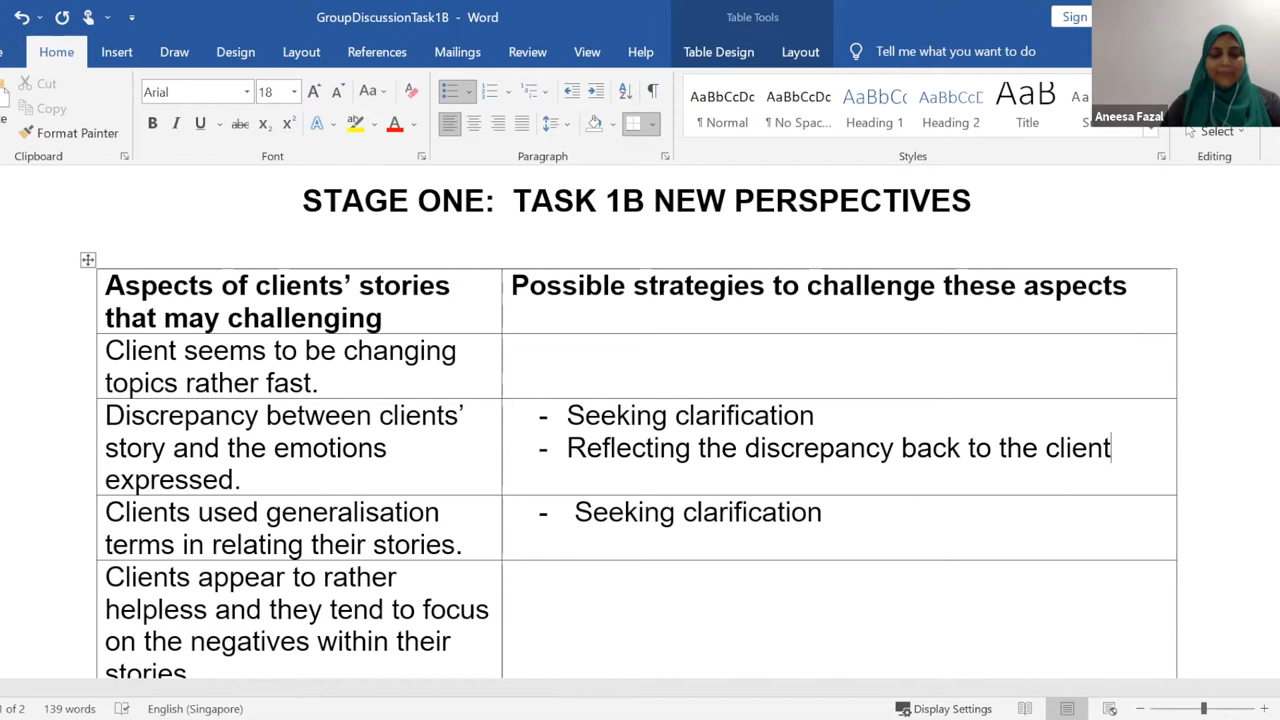 GroupDiscussionTask1B - Word
Table Tools
Sign
Home Insert Draw Design Layout References Mailings Review View Help Table Design Layout Tell me what you want to do
Cut
Copy
Format Painter
Clipboard
Arial 18
Font
Paragraph
AaBbCcDc AaBbCcDc AaBbCc AaBbCcD AaB Aa
¶ Normal ¶ No Spac... Heading 1 Heading 2 Title
Styles
Select
Editing
Aneesa Fazal
STAGE ONE: TASK 1B NEW PERSPECTIVES
Aspects of clients’ stories
that may challenging
Possible strategies to challenge these aspects
Client seems to be changing
topics rather fast.
Discrepancy between clients’
story and the emotions
expressed.
- Seeking clarification
- Reflecting the discrepancy back to the client
Clients used generalisation
terms in relating their stories.
- Seeking clarification
Clients appear to rather
helpless and they tend to focus
on the negatives within their
stories
of 2 139 words English (Singapore) Display Settings